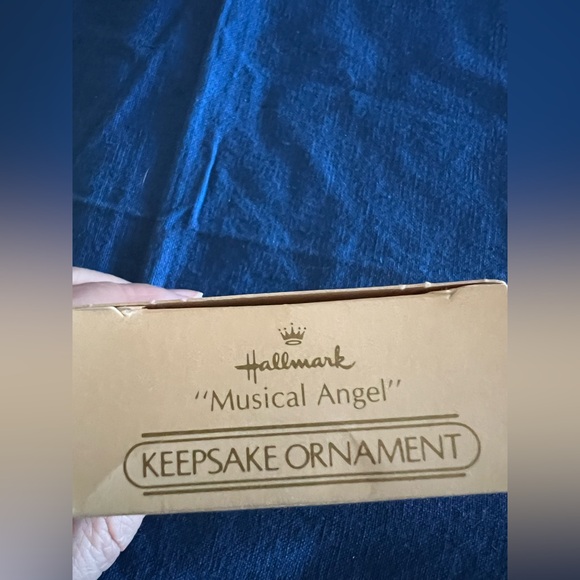 Hallmark
"Musical Angel"
KEEPSAKE ORNAMENT